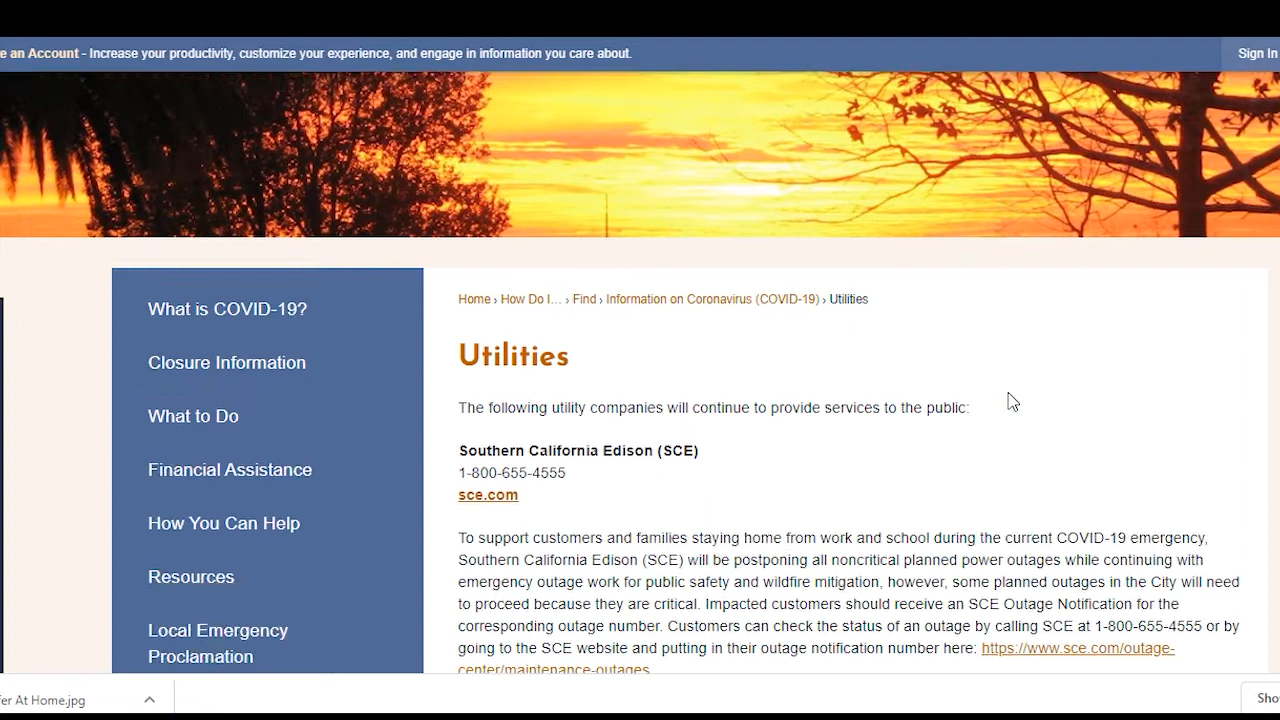 e an Account - Increase your productivity, customize your experience, and engage in information you care about.
Sign In
What is COVID-19?
Closure Information
What to Do
Financial Assistance
How You Can Help
Resources
Local Emergency
Proclamation
Home › How Do I... › Find › Information on Coronavirus (COVID-19) › Utilities
Utilities
The following utility companies will continue to provide services to the public:
Southern California Edison (SCE)
1-800-655-4555
sce.com
To support customers and families staying home from work and school during the current COVID-19 emergency,
Southern California Edison (SCE) will be postponing all noncritical planned power outages while continuing with
emergency outage work for public safety and wildfire mitigation, however, some planned outages in the City will need
to proceed because they are critical. Impacted customers should receive an SCE Outage Notification for the
corresponding outage number. Customers can check the status of an outage by calling SCE at 1-800-655-4555 or by
going to the SCE website and putting in their outage notification number here: https://www.sce.com/outage-
center/maintenance-outages
fer At Home.jpg
Sho